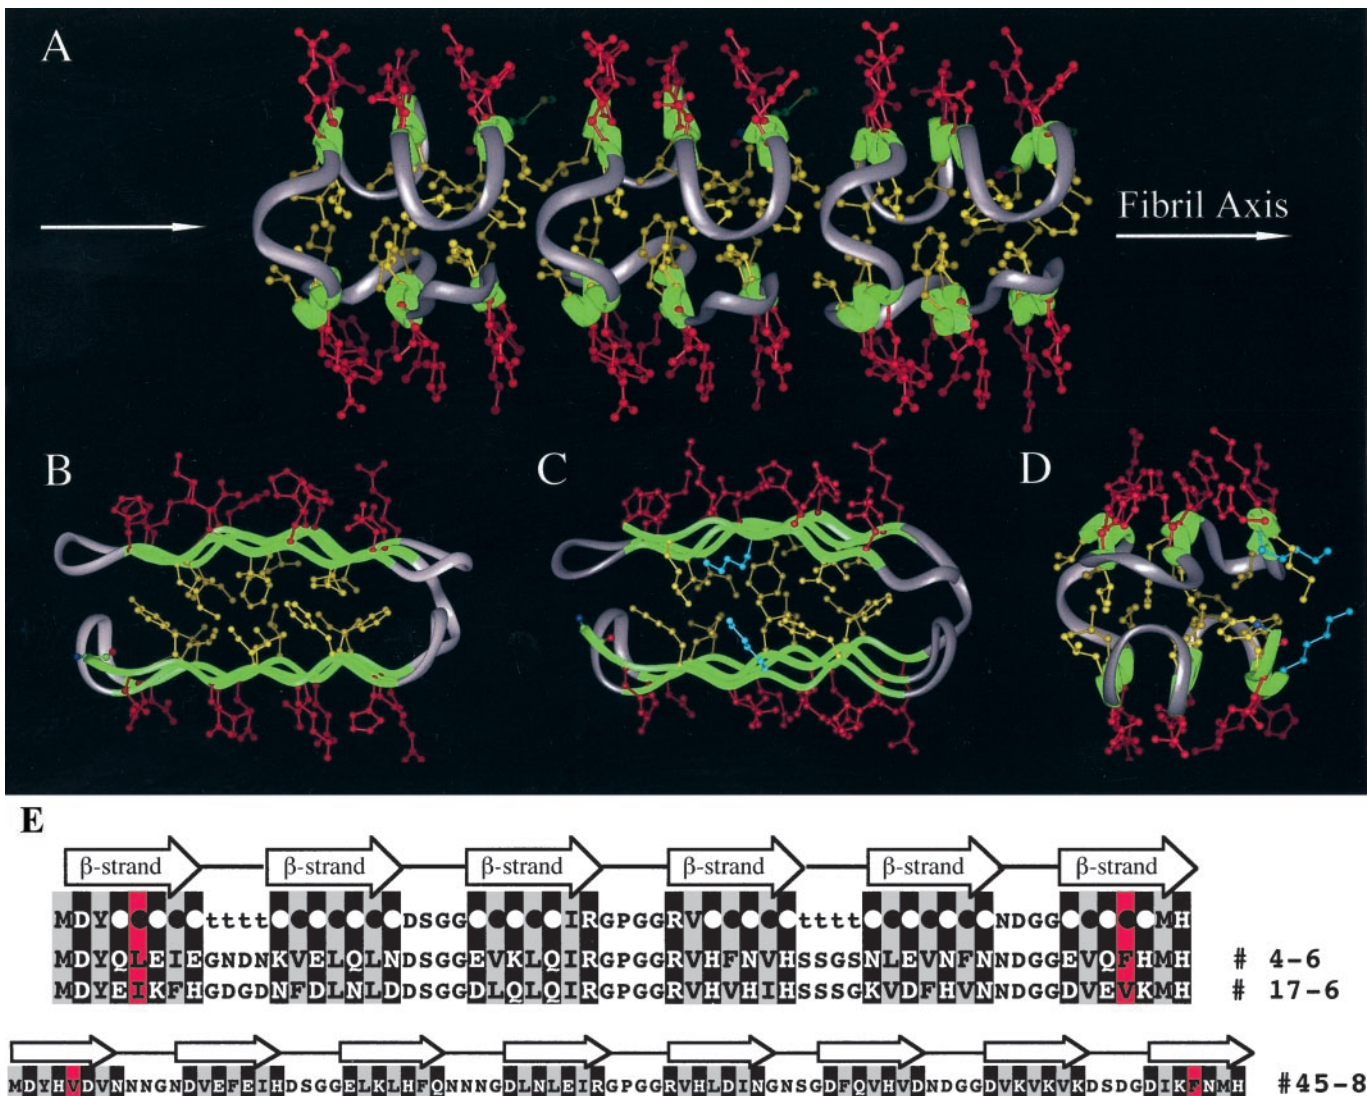 A
Fibril Axis
B C D
E
β-strand β-strand β-strand β-strand β-strand β-strand
MDY○●○●○tttt○●○●○●○DSGG○●○●○IRGPGGRV○●○●○tttt○●○●○●○NDGG○●○●○MH
MDYQLEIEGNDNKVELQLNDSGGEVKLQIRGPGGRVHFNVHSSGSNLEVNFNNDGGEVQFHMH # 4-6
MDYEIKFHGDGDNFDLNLDDSGGDLQLQIRGPGGRVHVHIHSSSGKVDFHVNNDGGDVEVKMH # 17-6
MDYHVDVNNNGNDVEFEIHDSGGELKLHFQNNNGDLNLEIRGPGGRVHLDINGNSGDFQVHVDNDGGDVKVKVKDSDGDIKFNMH #45-8